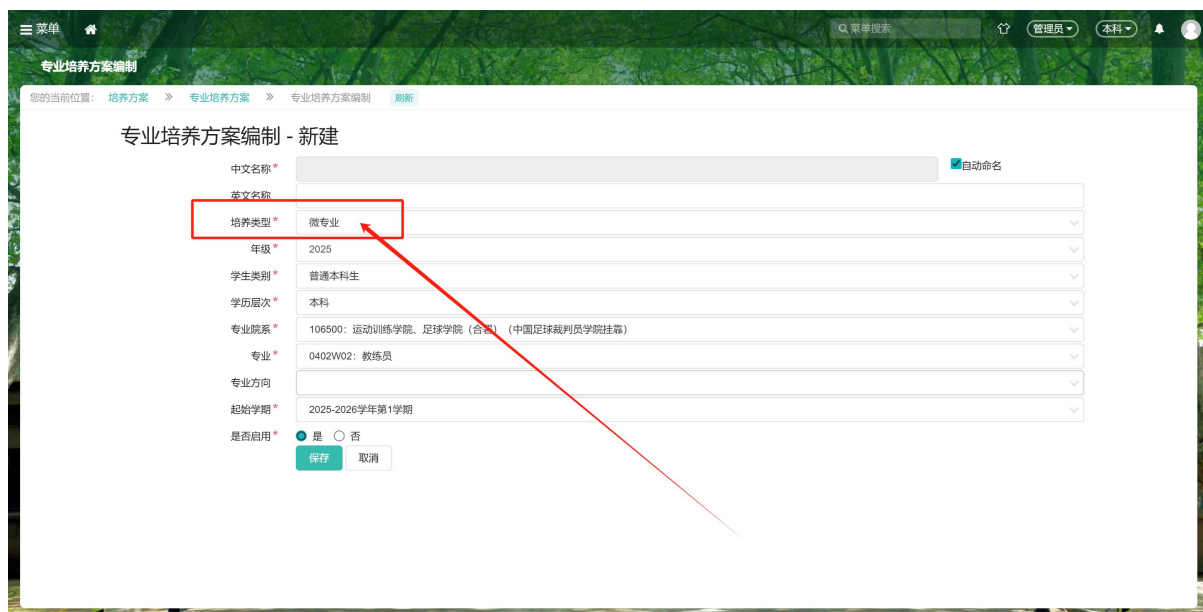 菜单
菜单搜索
管理员
本科
专业培养方案编制
您的当前位置: 培养方案 》 专业培养方案 》 专业培养方案编制 刷新
专业培养方案编制 - 新建
中文名称* 自动命名
英文名称
培养类型* 微专业
年级* 2025
学生类别* 普通本科生
学历层次* 本科
专业院系* 106500: 运动训练学院、足球学院 (合署) (中国足球裁判员学院挂靠)
专业* 0402W02: 教练员
专业方向
起始学期* 2025-2026学年第1学期
是否启用* 是 否
保存 取消